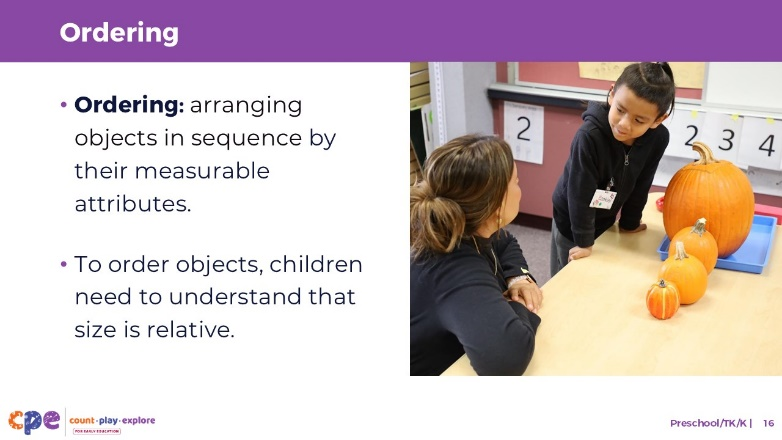 Ordering
• Ordering: arranging
objects in sequence by
their measurable
attributes.
• To order objects, children
need to understand that
size is relative.
2
2 3 4
cpe count·play·explore
FOR EARLY EDUCATION
Preschool/TK/K | 16